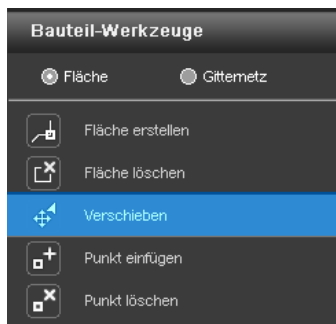 Bauteil-Werkzeuge
Fläche Gitternetz
Fläche erstellen
Fläche löschen
Verschieben
Punkt einfügen
Punkt löschen